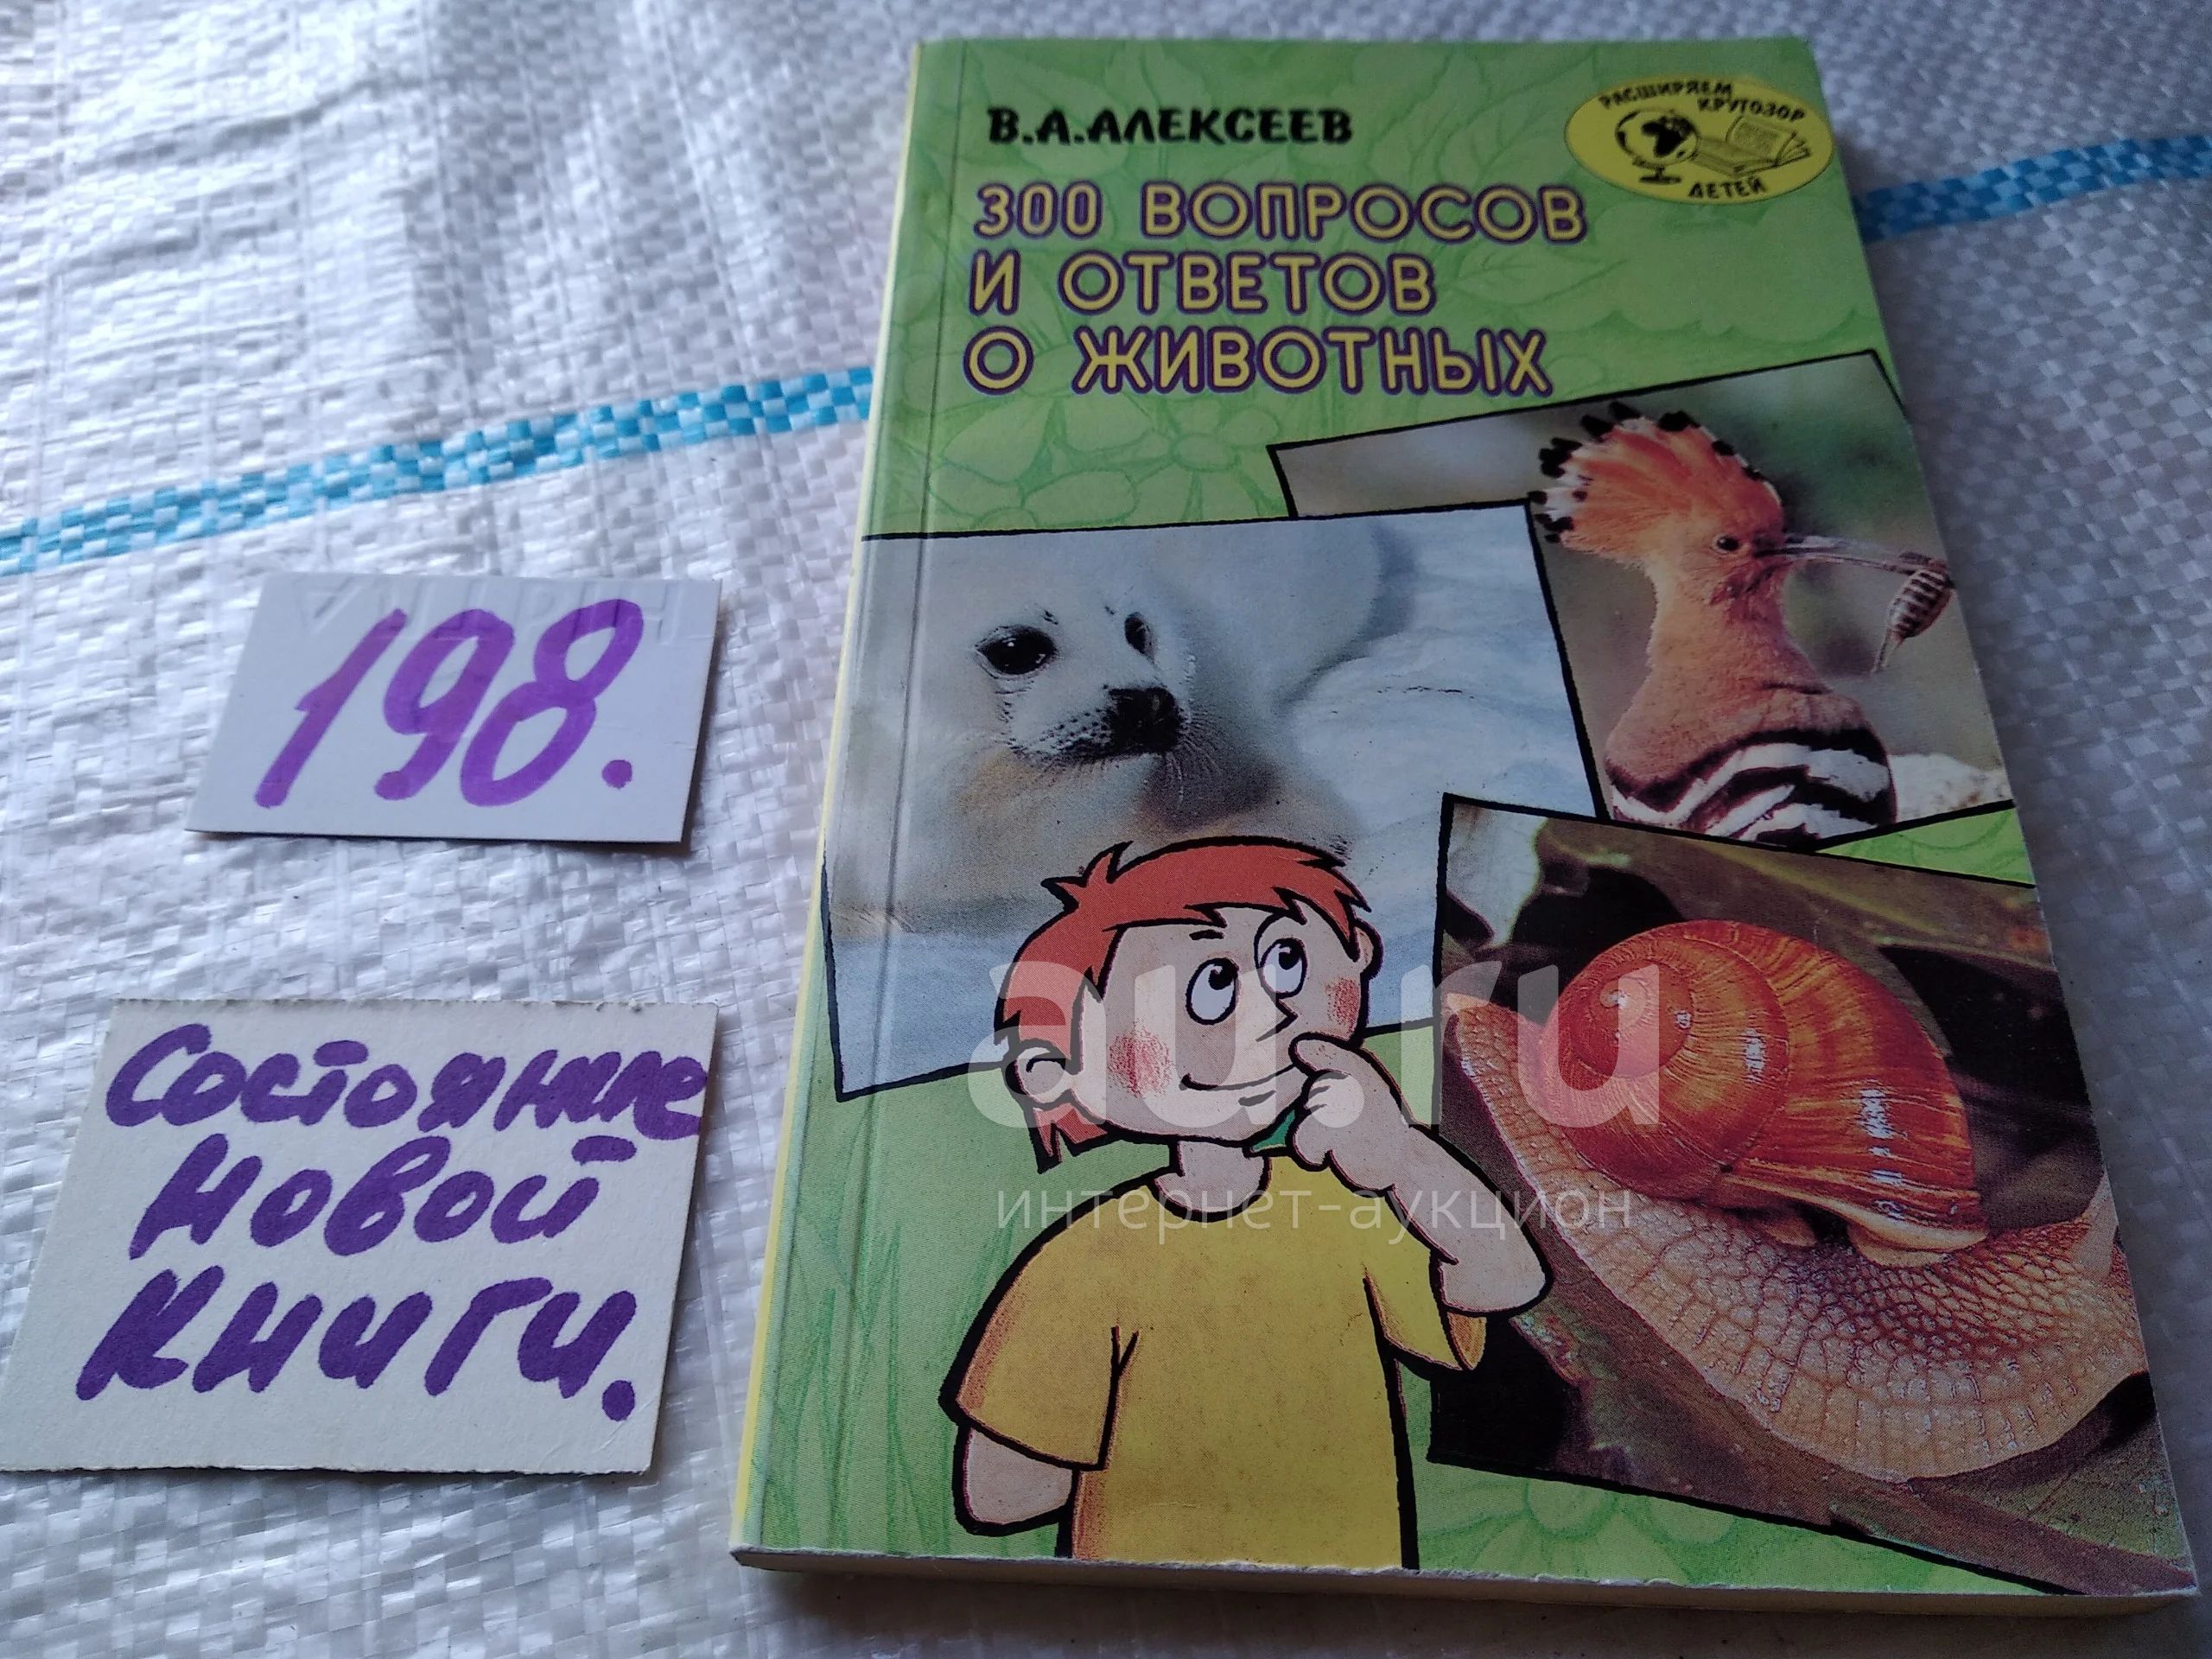 В.А.АЛЕКСЕЕВ
300 ВОПРОСОВ
И ОТВЕТОВ
О ЖИВОТНЫХ
РАСШИРЯЕМ
КРУГОЗОР
ДЕТЕЙ
198.
Состояние
новой
книги.
au.ru
интернет-аукцион